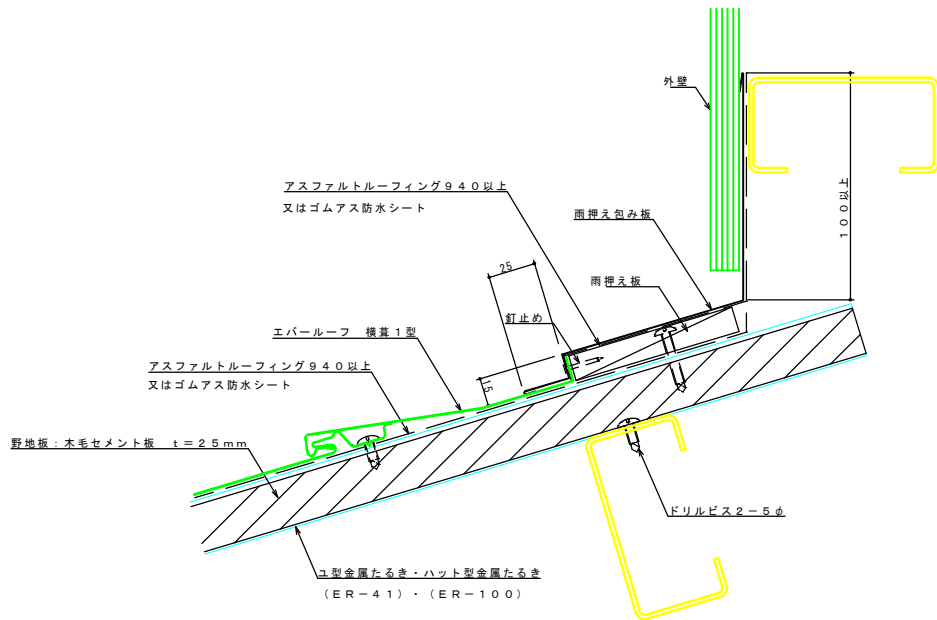 外壁
アスファルトルーフィング９４０以上
又はゴムアス防水シート
雨押え包み板
１００以上
25
雨押え板
釘止め
エバールーフ　横葺１型
アスファルトルーフィング９４０以上
又はゴムアス防水シート
15
野地板：木毛セメント板　ｔ＝２５ｍｍ
ドリルビス２－５φ
ユ型金属たるき・ハット型金属たるき
（ＥＲ－４１）・（ＥＲ－１００）